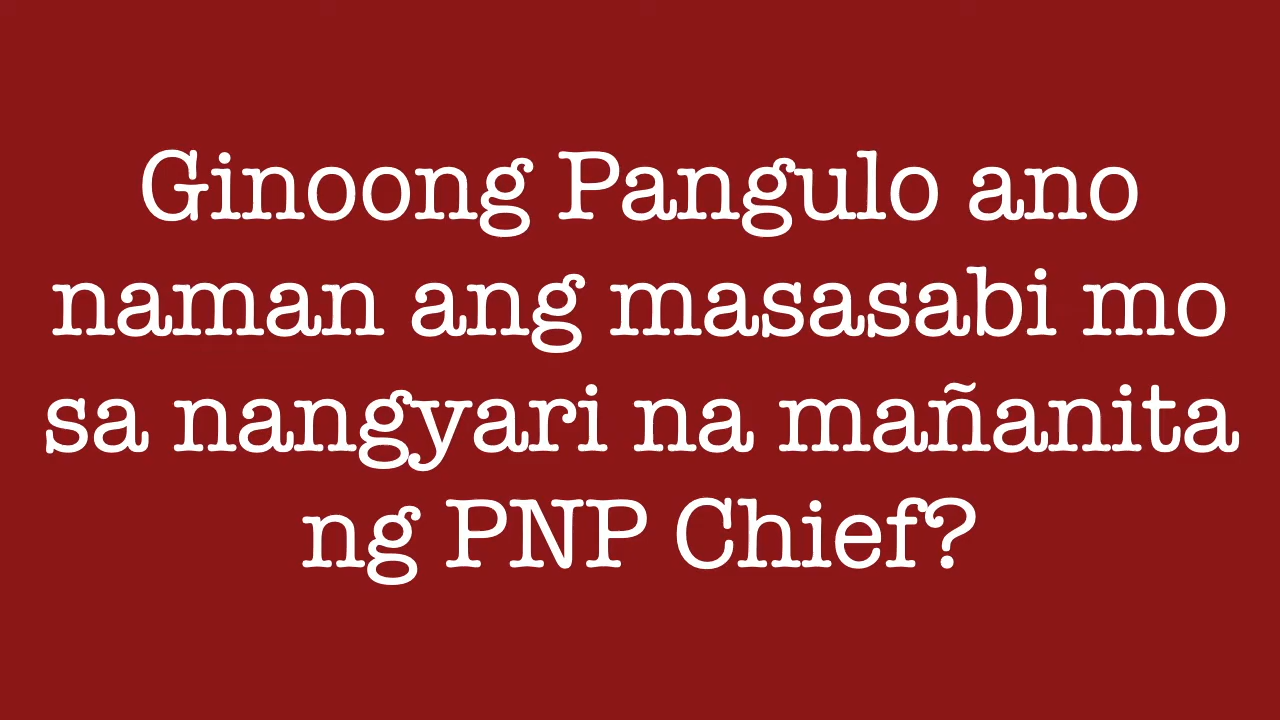 Ginoong Pangulo ano
naman ang masasabi mo
sa nangyari na mañanita
ng PNP Chief?